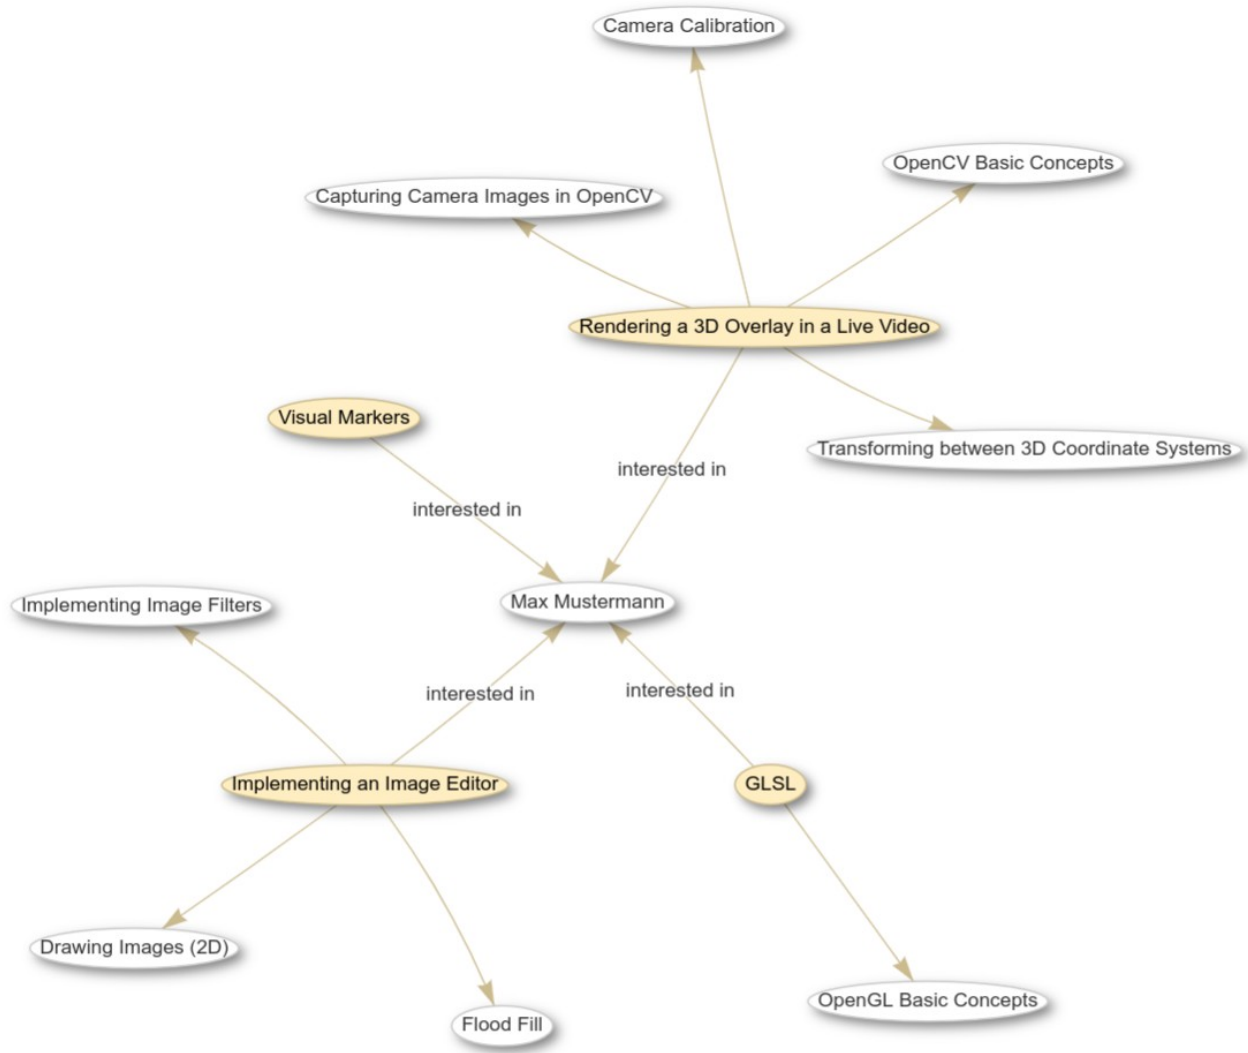 Camera Calibration
OpenCV Basic Concepts
Capturing Camera Images in OpenCV
Rendering a 3D Overlay in a Live Video
Visual Markers
Transforming between 3D Coordinate Systems
interested in
interested in
Max Mustermann
Implementing Image Filters
interested in
interested in
Implementing an Image Editor
GLSL
Drawing Images (2D)
OpenGL Basic Concepts
Flood Fill